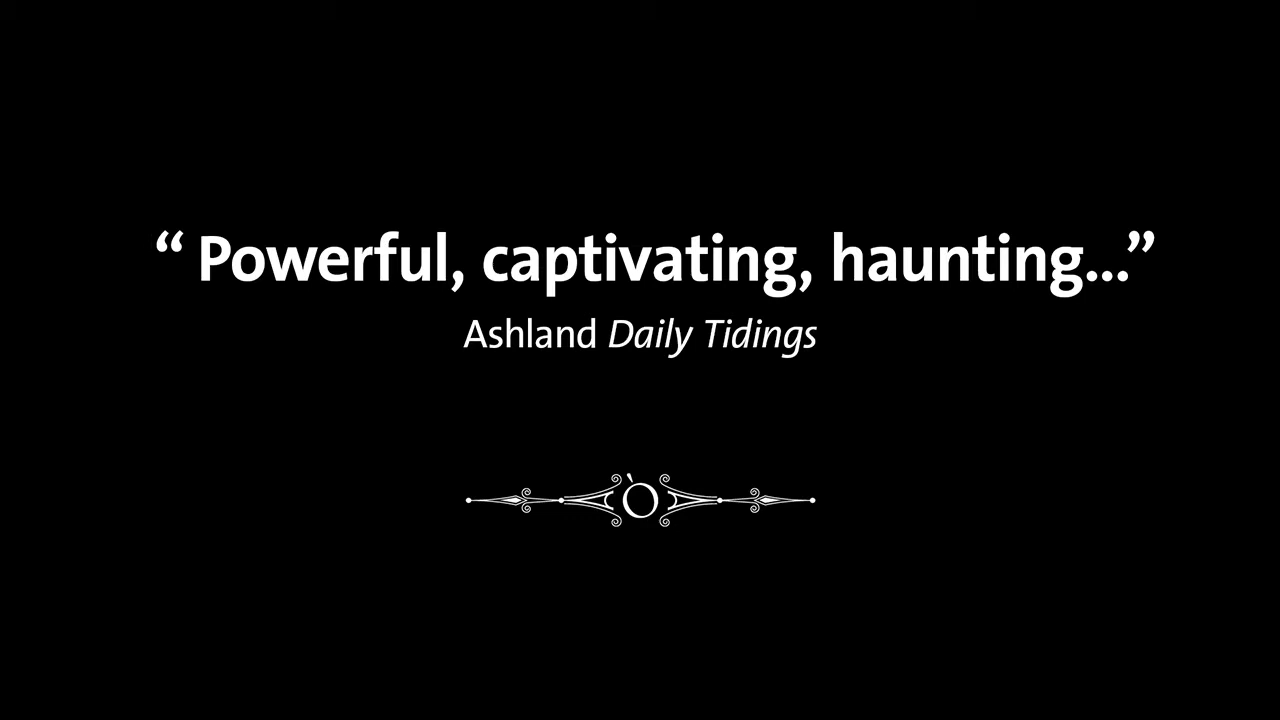 “ Powerful, captivating, haunting...”
Ashland Daily Tidings
Ò